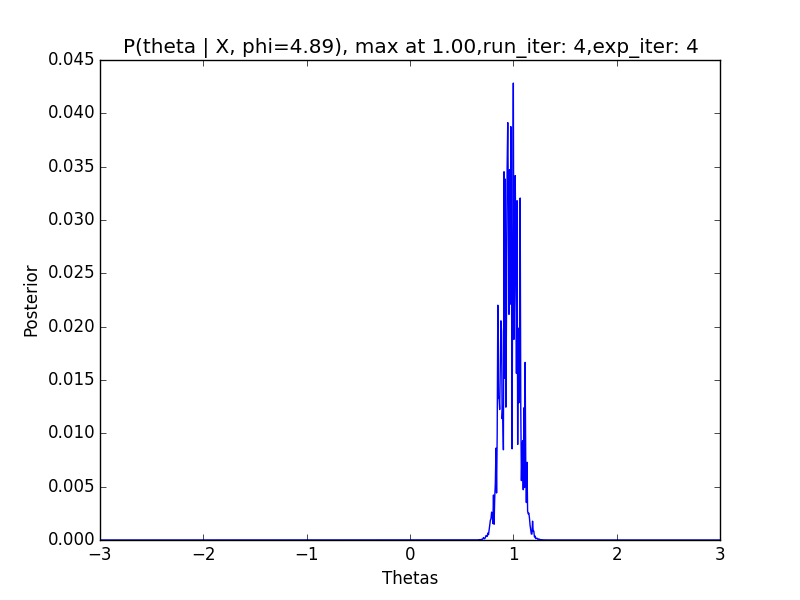 P(theta | X, phi=4.89), max at 1.00,run_iter: 4,exp_iter: 4
0.045
0.040
0.035
0.030
0.025
0.020
0.015
0.010
0.005
0.000
Posterior
−3 −2 −1 0 1 2 3
Thetas